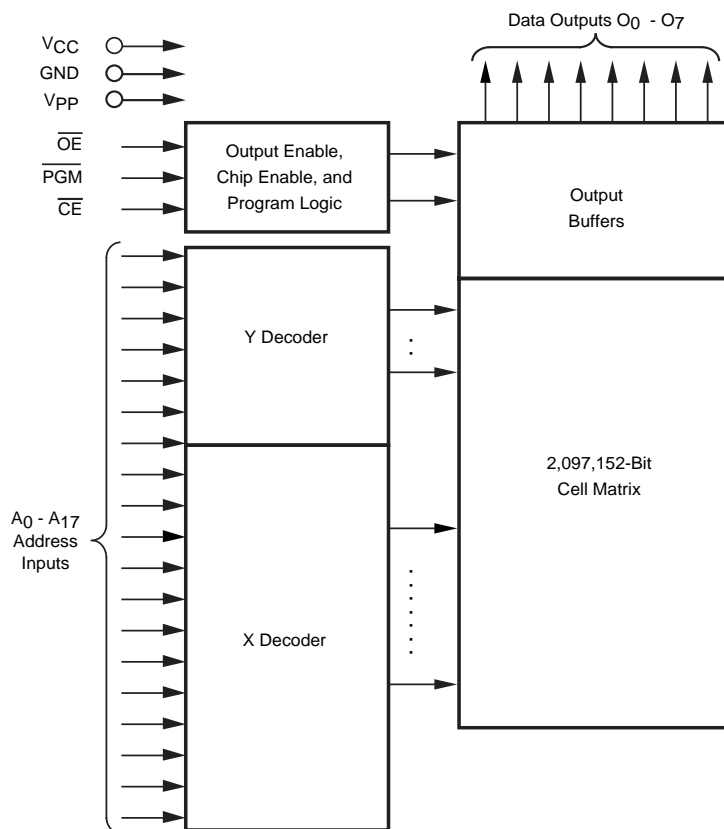 Data Outputs O0 - O7
VCC
GND
VPP
OE
PGM
CE
Output Enable,
Chip Enable, and
Program Logic
Output
Buffers
Y Decoder
2,097,152-Bit
Cell Matrix
A0 - A17
Address
Inputs
X Decoder